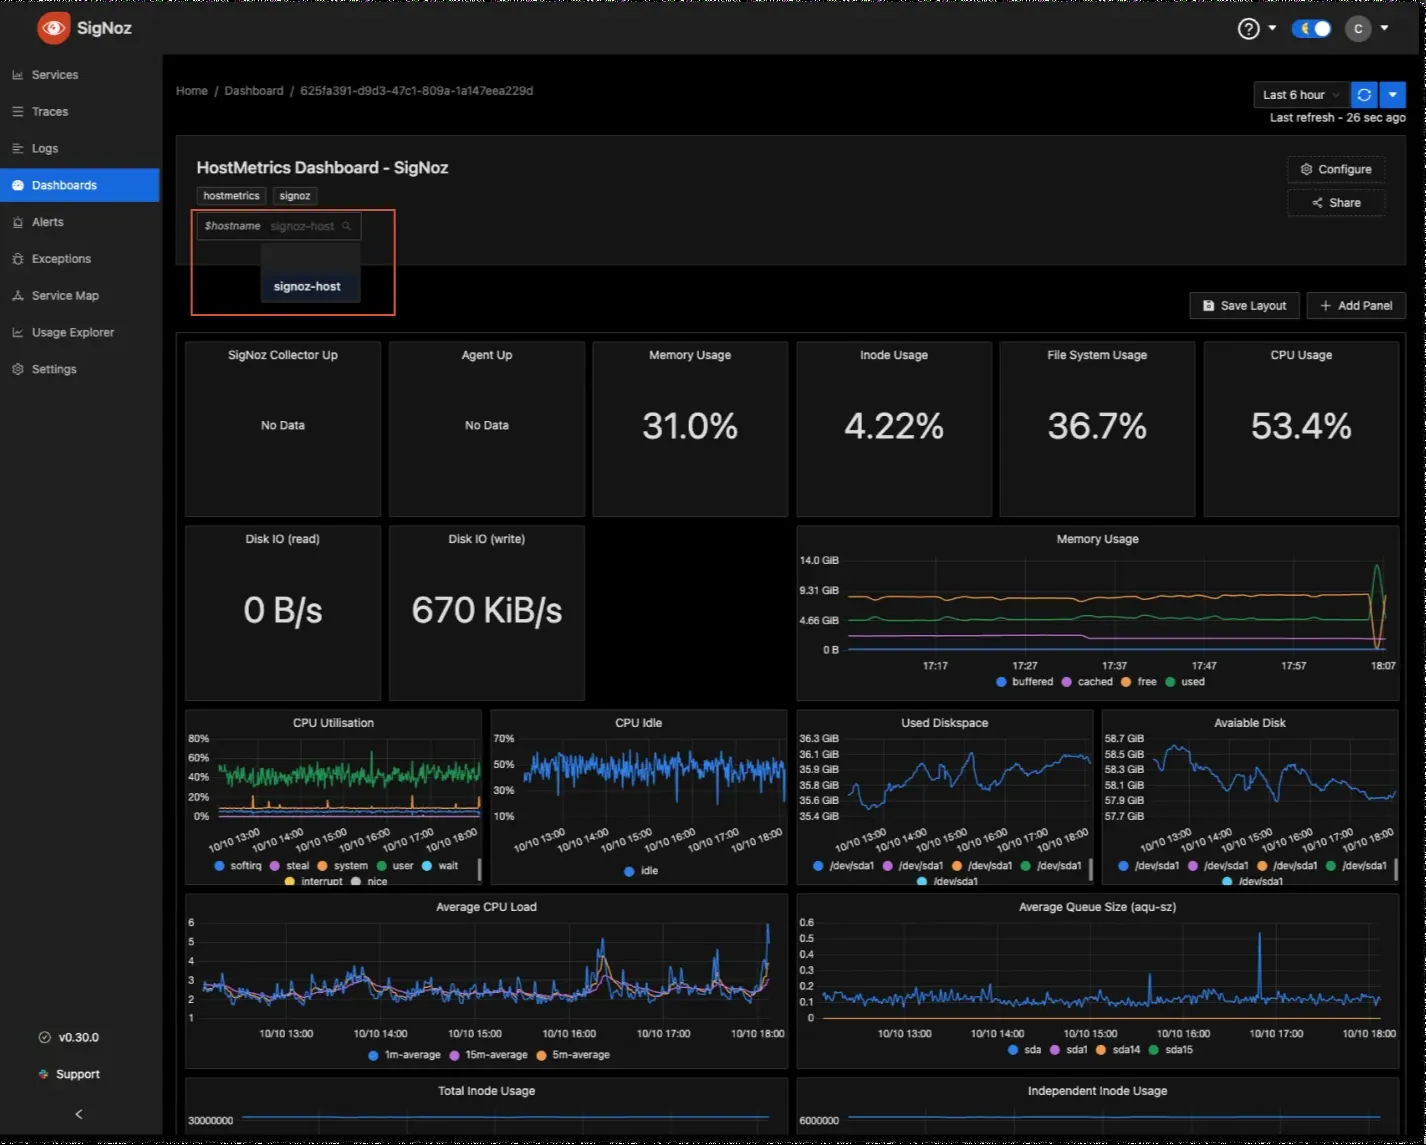 SigNoz
C
Services
Traces
Logs
Dashboards
Alerts
Exceptions
Service Map
Usage Explorer
Settings
v0.30.0
Support
Home / Dashboard / 625fa391-d9d3-47c1-809a-1a147eea229d
Last 6 hour
Last refresh - 26 sec ago
HostMetrics Dashboard - SigNoz
hostmetrics signoz
$hostname signoz-host
signoz-host
Configure
Share
Save Layout
Add Panel
SigNoz Collector Up
No Data
Agent Up
No Data
Memory Usage
31.0%
Inode Usage
4.22%
File System Usage
36.7%
CPU Usage
53.4%
Disk IO (read)
0 B/s
Disk IO (write)
670 KiB/s
Memory Usage
14.0 GiB
9.31 GiB
4.66 GiB
0 B
17:17 17:27 17:37 17:47 17:57 18:07
buffered cached free used
CPU Utilisation
80%
60%
40%
20%
0%
10/10 13:00 10/10 14:00 10/10 15:00 10/10 16:00 10/10 17:00 10/10 18:00
softirq steal system user wait
interrupt nice
CPU Idle
70%
50%
30%
10%
10/10 13:00 10/10 14:00 10/10 15:00 10/10 16:00 10/10 17:00 10/10 18:00
idle
Used Diskspace
36.3 GiB
36.1 GiB
35.9 GiB
35.8 GiB
35.6 GiB
35.4 GiB
10/10 13:00 10/10 14:00 10/10 15:00 10/10 16:00 10/10 17:00 10/10 18:00
/dev/sda1 /dev/sda1 /dev/sda1 /dev/sda1
/dev/sda1
Avaiable Disk
58.7 GiB
58.5 GiB
58.3 GiB
58.1 GiB
57.9 GiB
57.7 GiB
10/10 13:00 10/10 14:00 10/10 15:00 10/10 16:00 10/10 17:00 10/10 18:00
/dev/sda1 /dev/sda1 /dev/sda1 /dev/sda1
/dev/sda1
Average CPU Load
6
5
4
3
2
1
10/10 13:00 10/10 14:00 10/10 15:00 10/10 16:00 10/10 17:00 10/10 18:00
1m-average 15m-average 5m-average
Average Queue Size (aqu-sz)
0.6
0.5
0.4
0.3
0.2
0.1
0
10/10 13:00 10/10 14:00 10/10 15:00 10/10 16:00 10/10 17:00 10/10 18:00
sda sda1 sda14 sda15
Total Inode Usage
30000000
Independent Inode Usage
6000000